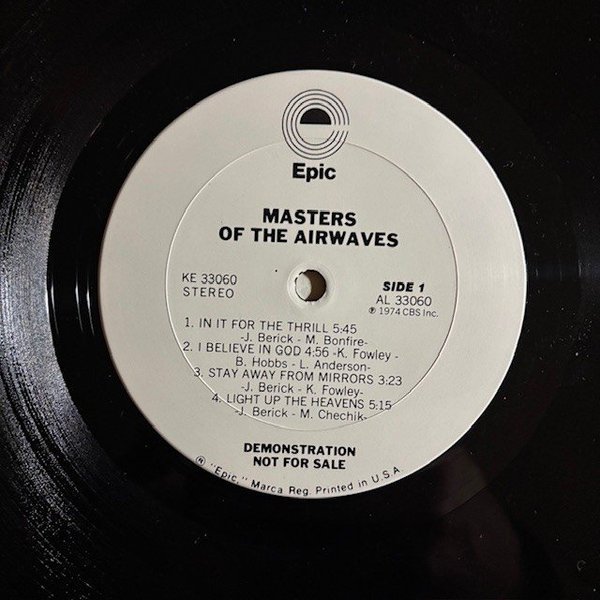 Epic
MASTERS
OF THE AIRWAVES
KE 33060
STEREO
SIDE 1
AL 33060
℗ 1974 CBS Inc.
1. IN IT FOR THE THRILL 5:45
-J. Berick - M. Bonfire-
2. I BELIEVE IN GOD 4:56 -K. Fowley -
B. Hobbs - L. Anderson-
3. STAY AWAY FROM MIRRORS 3:23
-J. Berick - K. Fowley-
4. LIGHT UP THE HEAVENS 5:15
-J. Berick - M. Chechik-
DEMONSTRATION
NOT FOR SALE
® "Epic," Marca Reg. Printed in U.S.A.